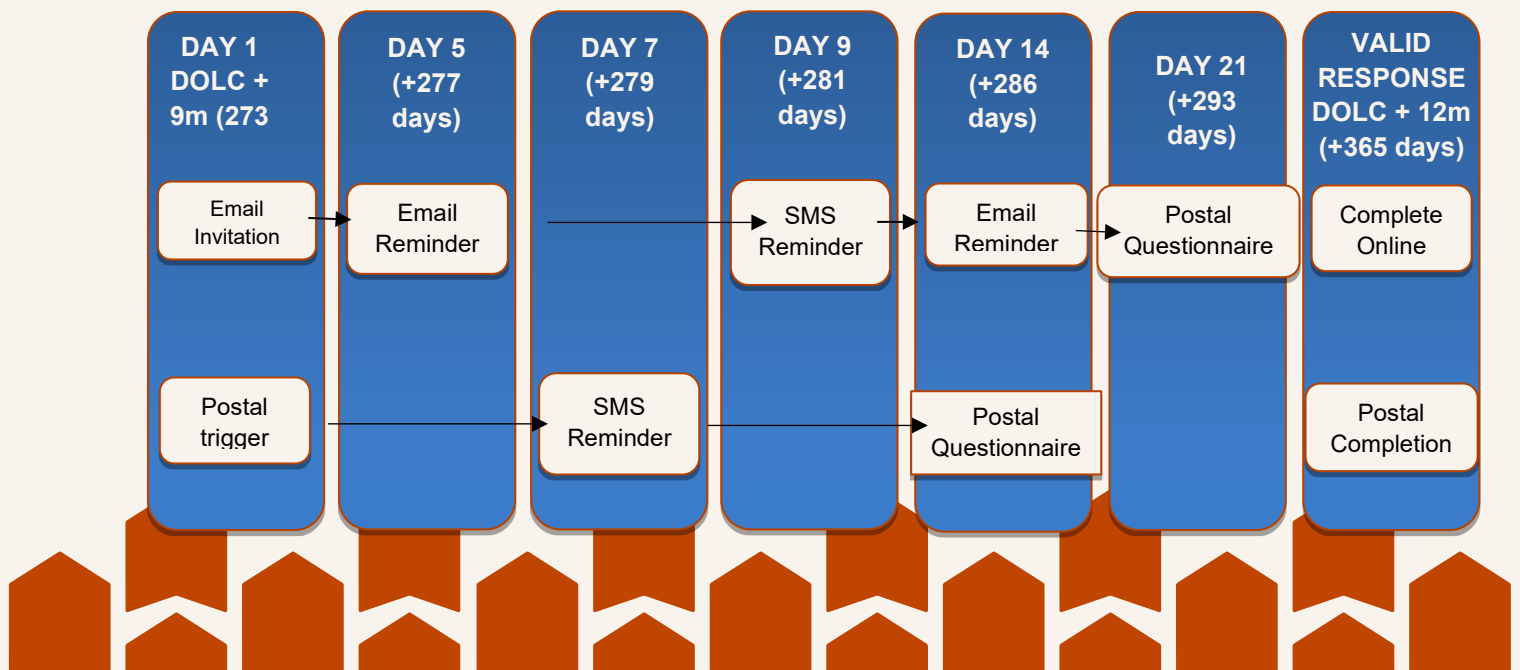 DAY 1
DOLC +
9m (273
DAY 5
(+277
days)
DAY 7
(+279
days)
DAY 9
(+281
days)
DAY 14
(+286
days)
DAY 21
(+293
days)
VALID
RESPONSE
DOLC + 12m
(+365 days)
Email
Invitation
Email
Reminder
SMS
Reminder
Email
Reminder
Postal
Questionnaire
Complete
Online
Postal
trigger
SMS
Reminder
Postal
Questionnaire
Postal
Completion